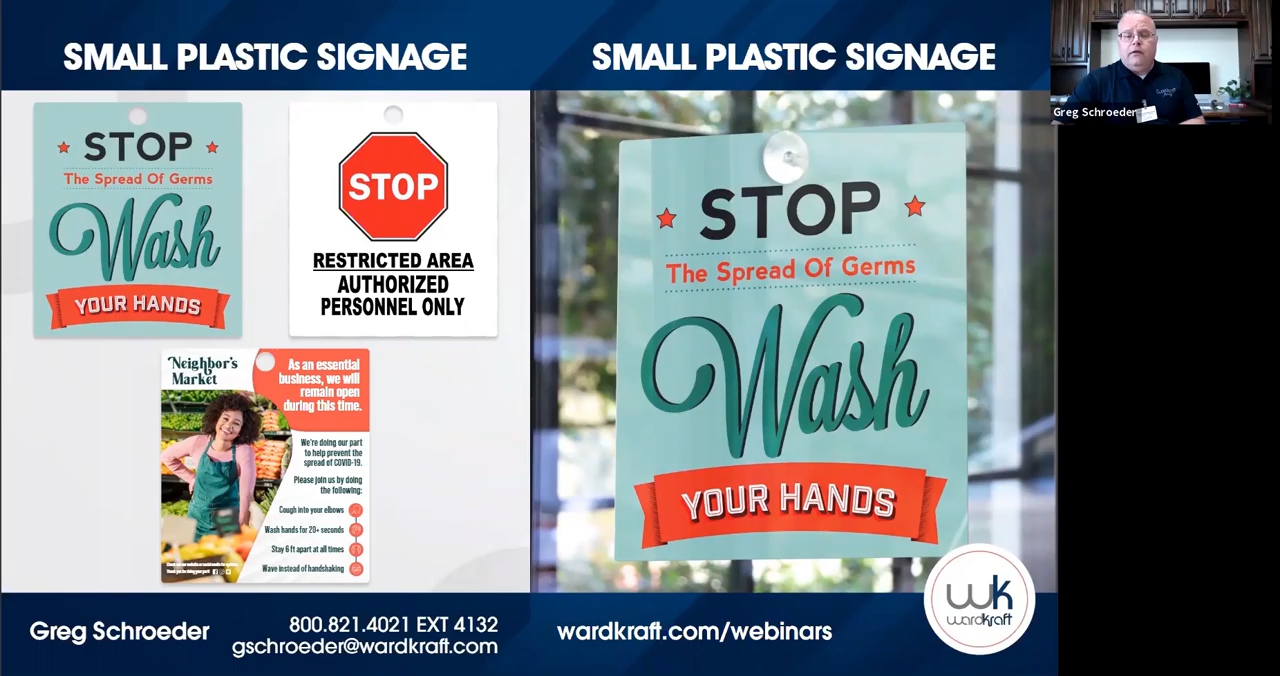 SMALL PLASTIC SIGNAGE
STOP
The Spread Of Germs
Wash
YOUR HANDS
STOP
RESTRICTED AREA
AUTHORIZED
PERSONNEL ONLY
Neighbor's
Market
As an essential
business, we will
remain open
during this time.
We're doing our part
to help prevent the
spread of COVID-19.
Please join us by doing
the following:
Cough into your elbows
Wash hands for 20+ seconds
Stay 6 ft apart at all times
Wave instead of handshaking
SMALL PLASTIC SIGNAGE
STOP
The Spread Of Germs
Wash
YOUR HANDS
Greg Schroeder
800.821.4021 EXT 4132
gschroeder@wardkraft.com
wardkraft.com/webinars
wk
wardkraft
Greg Schroeder